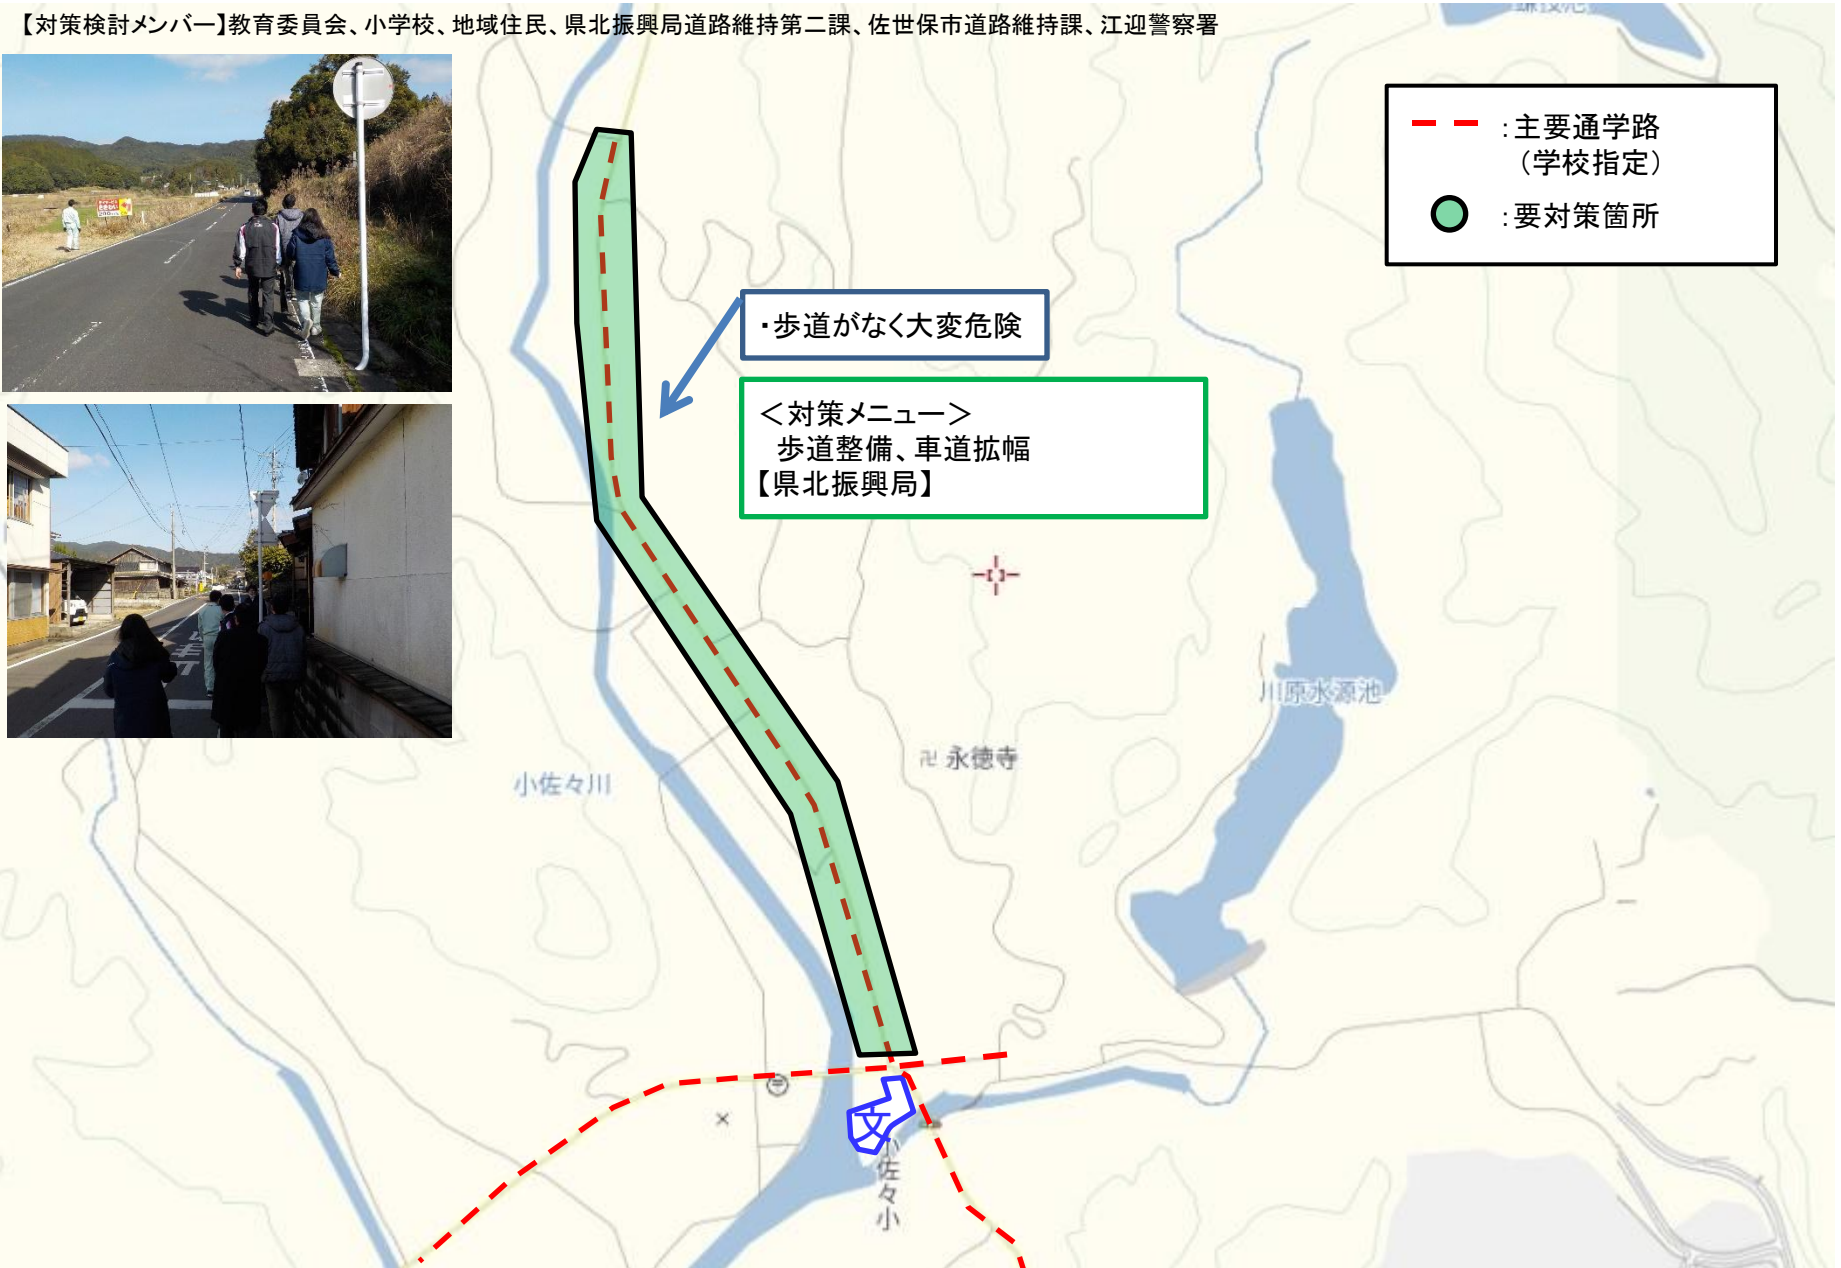 【対策検討メンバー】教育委員会、小学校、地域住民、県北振興局道路維持第二課、佐世保市道路維持課、江迎警察署
：主要通学路
（学校指定）
：要対策箇所
・歩道がなく大変危険
＜対策メニュー＞
歩道整備、車道拡幅
【県北振興局】
川原水源池
卍 永徳寺
小佐々川
文
小佐々小